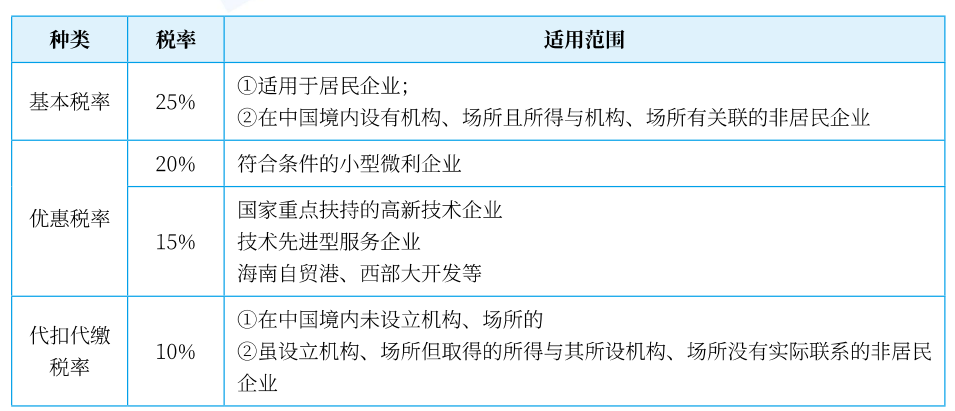 种类 税率 适用范围
基本税率 25% ①适用于居民企业；
②在中国境内设有机构、场所且所得与机构、场所有关联的非居民企业
优惠税率 20% 符合条件的小型微利企业
15% 国家重点扶持的高新技术企业
技术先进型服务企业
海南自贸港、西部大开发等
代扣代缴
税率 10% ①在中国境内未设立机构、场所的
②虽设立机构、场所但取得的所得与其所设机构、场所没有实际联系的非居民
企业